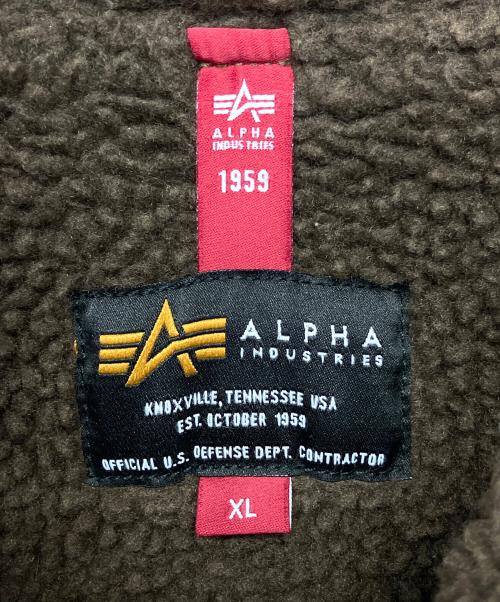 ALPHA
INDUSTRIES
1959
ALPHA
INDUSTRIES
KNOXVILLE, TENNESSEE USA
EST. OCTOBER 1959
OFFICIAL U.S. DEFENSE DEPT. CONTRACTOR
XL